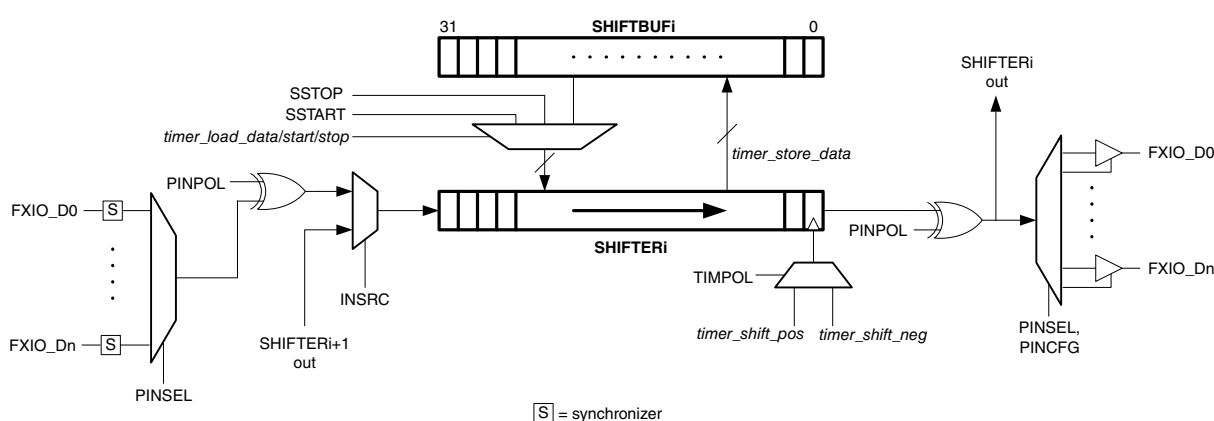 31 SHIFTBUFi 0
SSTOP
SSTART
timer_load_data/start/stop
timer_store_data
SHIFTERi
out
FXIO_D0
PINPOL
FXIO_D0 S
PINPOL
SHIFTERi
TIMPOL
FXIO_Dn
INSRC
timer_shift_pos timer_shift_neg
PINSEL,
PINCFG
FXIO_Dn S
SHIFTERi+1
out
PINSEL
S = synchronizer